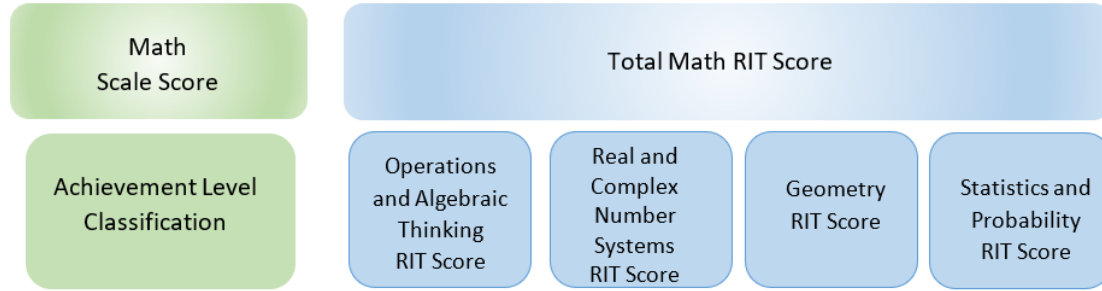 Math
Scale Score
Total Math RIT Score
Achievement Level
Classification
Operations
and Algebraic
Thinking
RIT Score
Real and
Complex
Number
Systems
RIT Score
Geometry
RIT Score
Statistics and
Probability
RIT Score